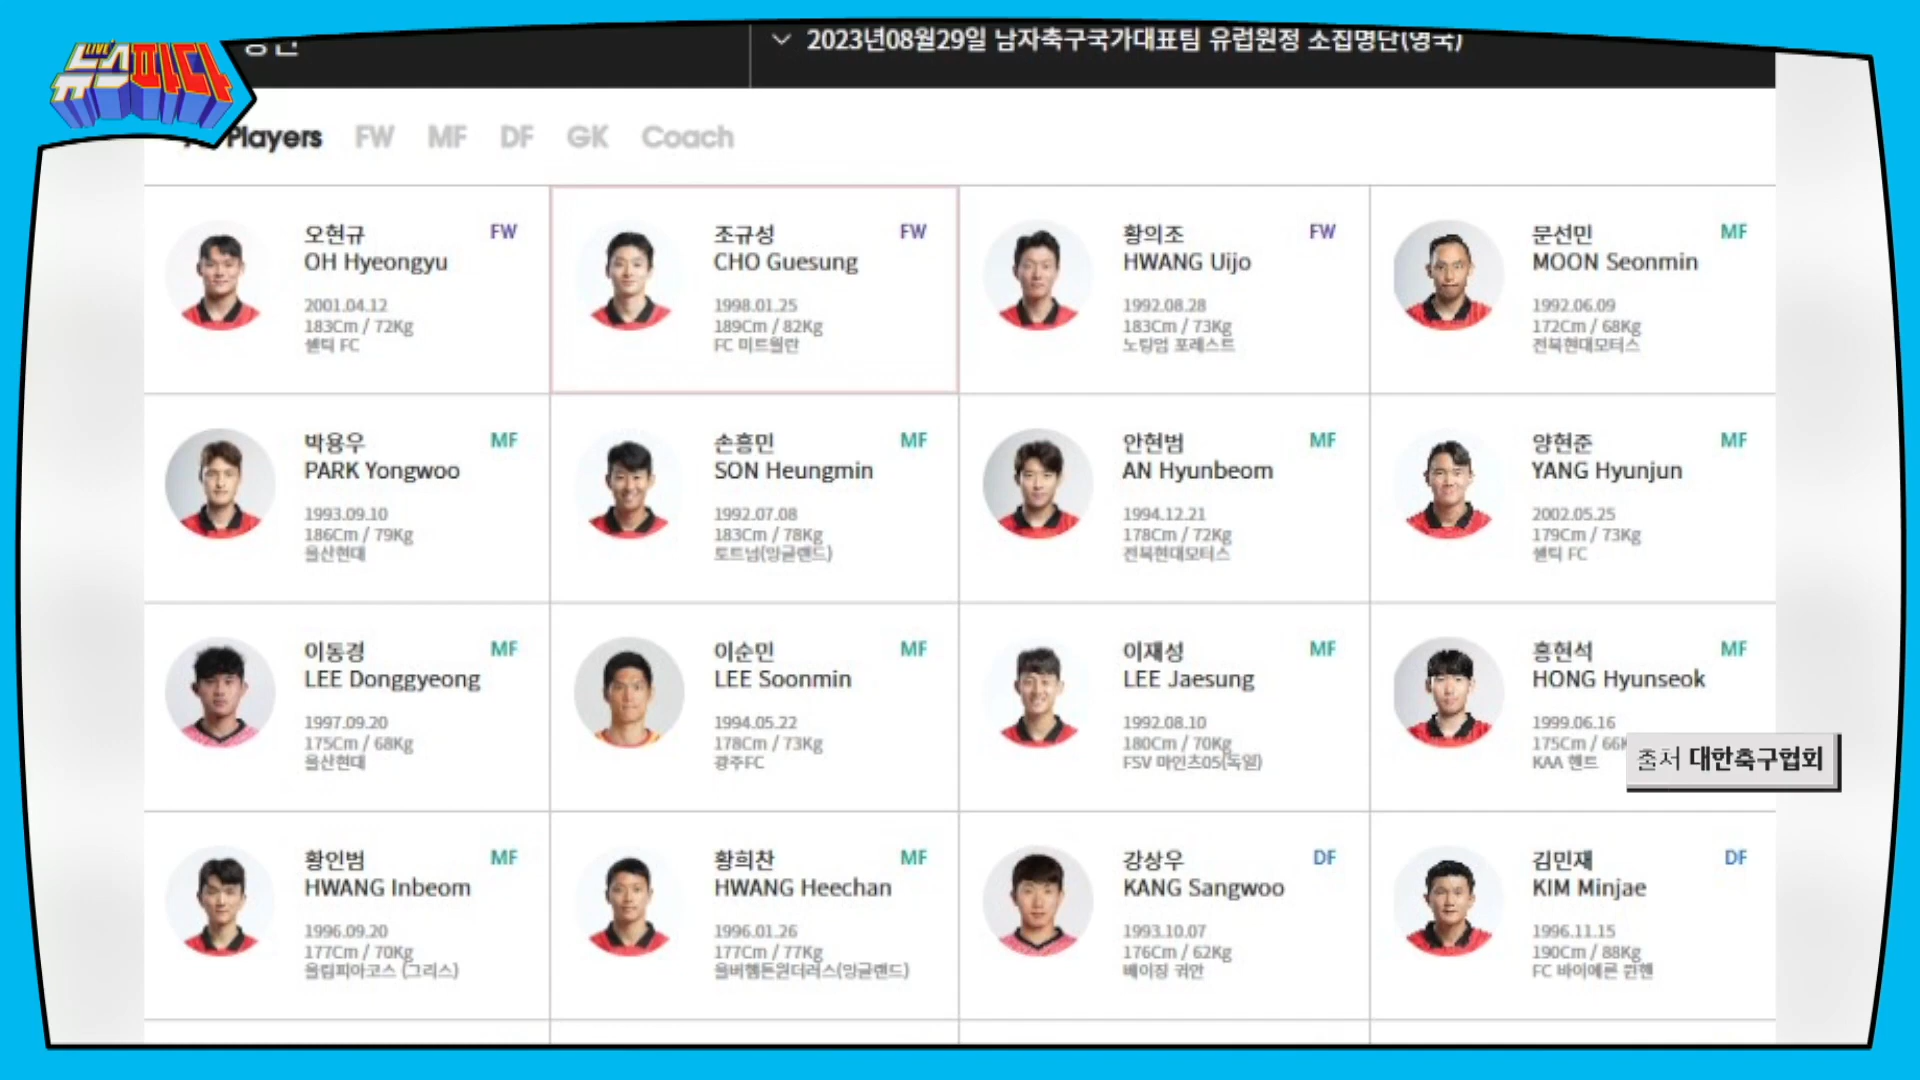 LIVE
뉴스파다
명단
2023년08월29일 남자축구국가대표팀 유럽원정 소집명단(영국)
Players FW MF DF GK Coach
오현규 FW
OH Hyeongyu
2001.04.12
183Cm / 72Kg
셀틱 FC
조규성 FW
CHO Guesung
1998.01.25
189Cm / 82Kg
FC 미트윌란
황의조 FW
HWANG Uijo
1992.08.28
183Cm / 73Kg
노팅엄 포레스트
문선민 MF
MOON Seonmin
1992.06.09
172Cm / 68Kg
전북현대모터스
박용우 MF
PARK Yongwoo
1993.09.10
186Cm / 79Kg
울산현대
손흥민 MF
SON Heungmin
1992.07.08
183Cm / 78Kg
토트넘(잉글랜드)
안현범 MF
AN Hyunbeom
1994.12.21
178Cm / 72Kg
전북현대모터스
양현준 MF
YANG Hyunjun
2002.05.25
179Cm / 73Kg
셀틱 FC
이동경 MF
LEE Donggyeong
1997.09.20
175Cm / 68Kg
울산현대
이순민 MF
LEE Soonmin
1994.05.22
178Cm / 73Kg
광주FC
이재성 MF
LEE Jaesung
1992.08.10
180Cm / 70Kg
FSV 마인츠05(독일)
홍현석 MF
HONG Hyunseok
1999.06.16
175Cm / 66K
KAA 헨트
출처 대한축구협회
황인범 MF
HWANG Inbeom
1996.09.20
177Cm / 70Kg
올림피아코스 (그리스)
황희찬 MF
HWANG Heechan
1996.01.26
177Cm / 77Kg
울버햄튼원더러스(잉글랜드)
강상우 DF
KANG Sangwoo
1993.10.07
176Cm / 62Kg
베이징 궈안
김민재 DF
KIM Minjae
1996.11.15
190Cm / 88Kg
FC 바이에른 뮌헨